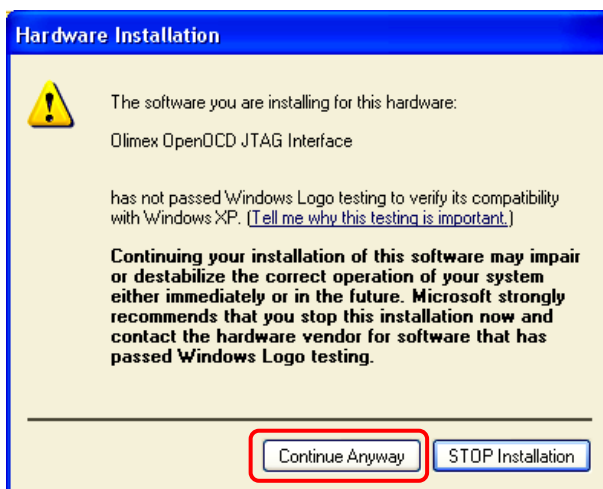 Hardware Installation
The software you are installing for this hardware:
Olimex OpenOCD JTAG Interface
has not passed Windows Logo testing to verify its compatibility
with Windows XP. (Tell me why this testing is important.)
Continuing your installation of this software may impair
or destabilize the correct operation of your system
either immediately or in the future. Microsoft strongly
recommends that you stop this installation now and
contact the hardware vendor for software that has
passed Windows Logo testing.
Continue Anyway STOP Installation